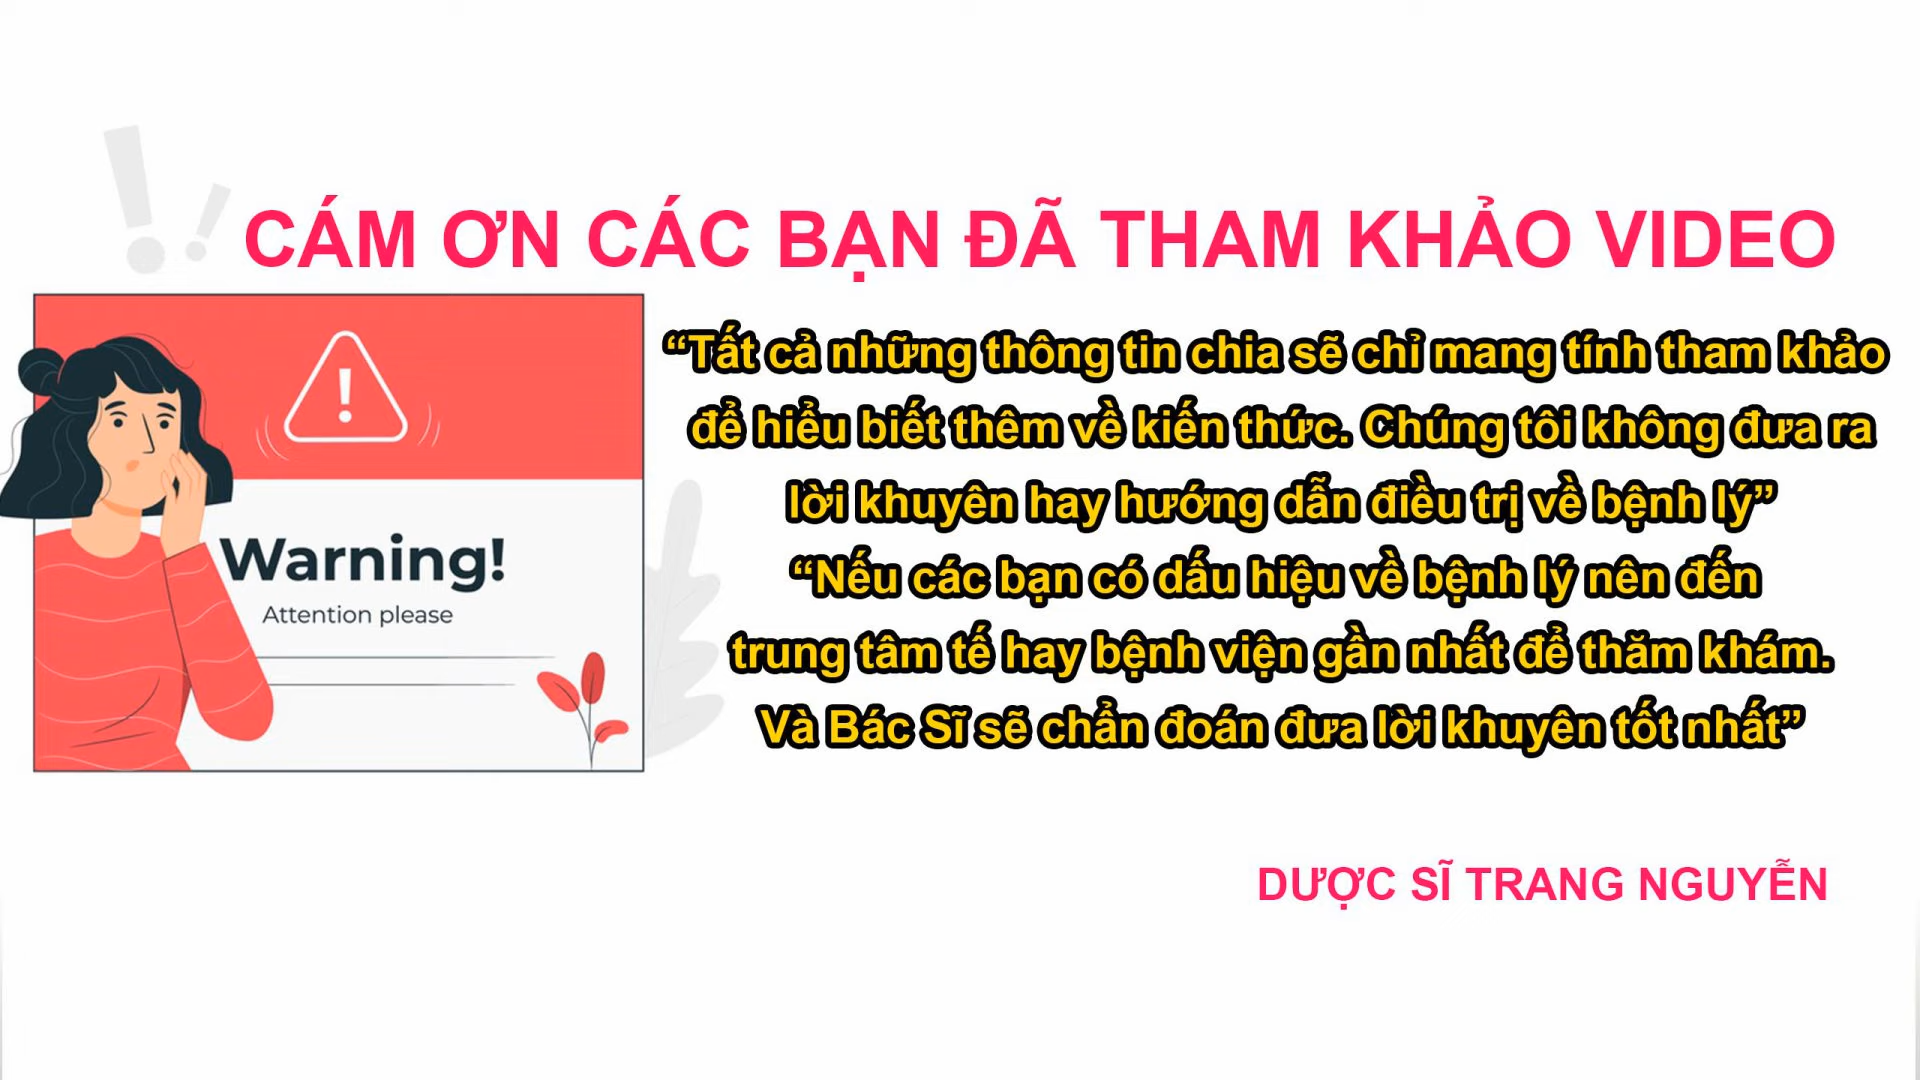 CÁM ƠN CÁC BẠN ĐÃ THAM KHẢO VIDEO
“Tất cả những thông tin chia sẽ chỉ mang tính tham khảo
để hiểu biết thêm về kiến thức. Chúng tôi không đưa ra
lời khuyên hay hướng dẫn điều trị về bệnh lý”
“Nếu các bạn có dấu hiệu về bệnh lý nên đến
trung tâm tế hay bệnh viện gần nhất để thăm khám.
Và Bác Sĩ sẽ chẩn đoán đưa lời khuyên tốt nhất”
Warning!
Attention please
DƯỢC SĨ TRANG NGUYỄN